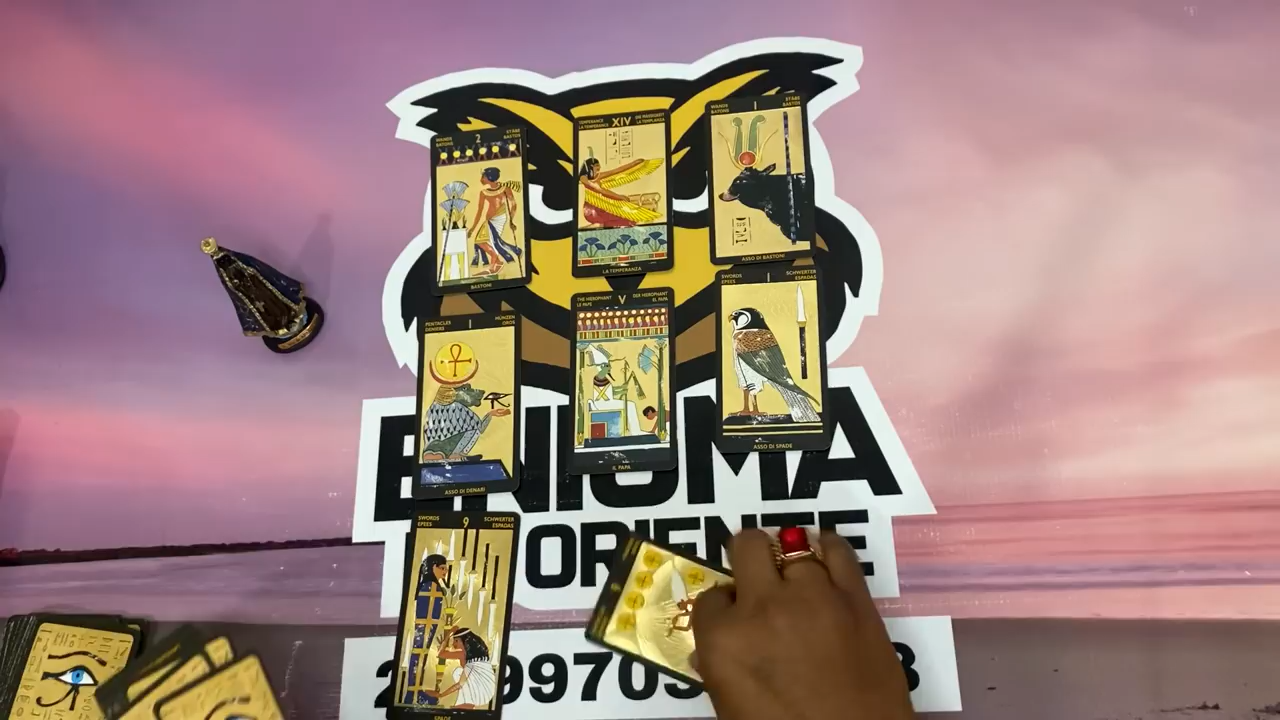 WANDS 2 STÄBE
BATONS BASTOS
BASTONI
TEMPERANCE XIV DIE MÄSSIGKEIT
LA TEMPERANCE LA TEMPLANZA
LA TEMPERANZA
WANDS I STÄBE
BATONS BASTOS
ASSO DI BASTONI
PENTACLES I MÜNZEN
DENIERS OROS
ASSO DI DENARI
THE HIEROPHANT V DER HIEROPHANT
LE PAPE EL PAPA
IL PAPA
SWORDS I SCHWERTER
EPEES ESPADAS
ASSO DI SPADE
ENIGMA
ORIENTE
SWORDS 9 SCHWERTER
EPEES ESPADAS
SPADE